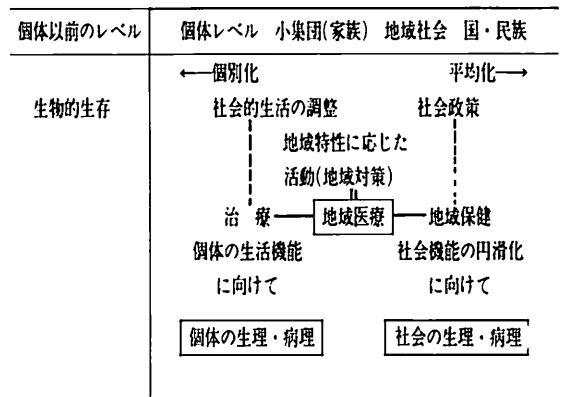 個体以前のレベル 個体レベル 小集団(家族) 地域社会 国・民族
←―個別化 平均化―→
生物的生存 社会的生活の調整 社会政策
地域特性に応じた
活動(地域対策)
治 療 地域医療 地域保健
個体の生活機能 社会機能の円滑化
に向けて に向けて
個体の生理・病理 社会の生理・病理